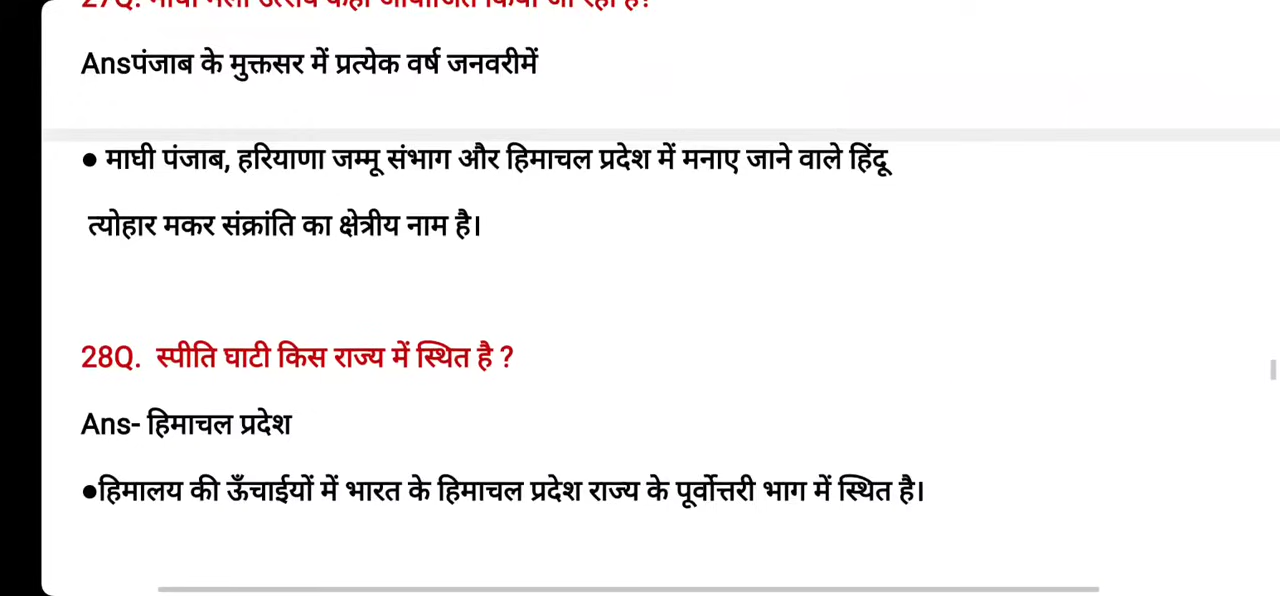 Ansपंजाब के मुक्तसर में प्रत्येक वर्ष जनवरीमें
● माघी पंजाब, हरियाणा जम्मू संभाग और हिमाचल प्रदेश में मनाए जाने वाले हिंदू
त्योहार मकर संक्रांति का क्षेत्रीय नाम है।
28Q. स्पीति घाटी किस राज्य में स्थित है ?
Ans- हिमाचल प्रदेश
●हिमालय की ऊँचाईयों में भारत के हिमाचल प्रदेश राज्य के पूर्वोत्तरी भाग में स्थित है।